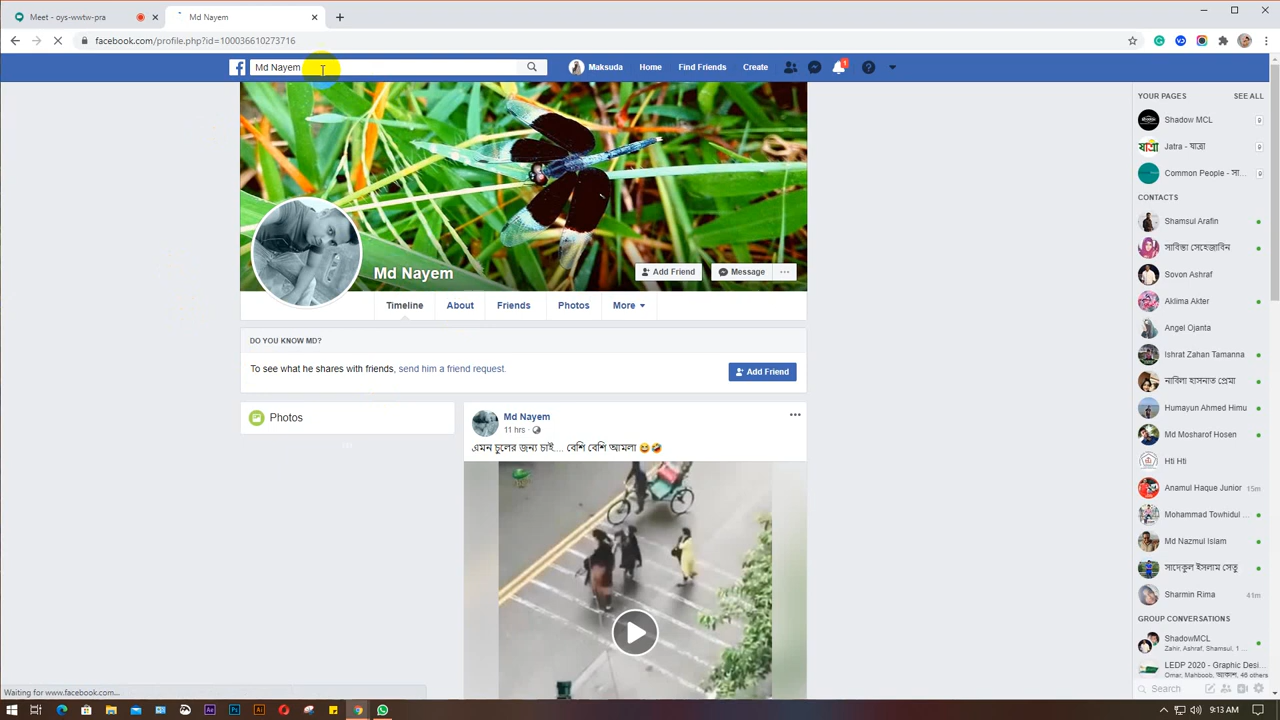 Meet - oys-wwtw-pra
Md Nayem
facebook.com/profile.php?id=100036610273716
Md Nayem
Maksuda Home Find Friends Create
1
YOUR PAGES SEE ALL
Shadow MCL
Jatra - যাত্রা
Common People - সা...
CONTACTS
Shamsul Arafin
সাবিস্তা সেহেজাবিন
Sovon Ashraf
Aklima Akter
Angel Ojanta
Ishrat Zahan Tamanna
নাবিলা হাসনাত প্রেমা
Humayun Ahmed Himu
Md Mosharof Hosen
Hti Hti
Anamul Haque Junior 15m
Mohammad Towhidul ...
Md Nazmul Islam
সাদেকুল ইসলাম সেতু
Sharmin Rima 41m
GROUP CONVERSATIONS
ShadowMCL
Zahir, Ashraf, Shamsul, 1 ...
LEDP 2020 - Graphic Desi...
Omar, Mahboob, অ্যাকাশ, 46 others
Search
Md Nayem
Add Friend Message ...
Timeline About Friends Photos More
DO YOU KNOW MD?
To see what he shares with friends, send him a friend request.
Add Friend
Photos
Md Nayem
11 hrs ·
এমন চুলের জন্য চাই.... বেশি বেশি আমলা 😆🤣
Waiting for www.facebook.com...
9:13 AM